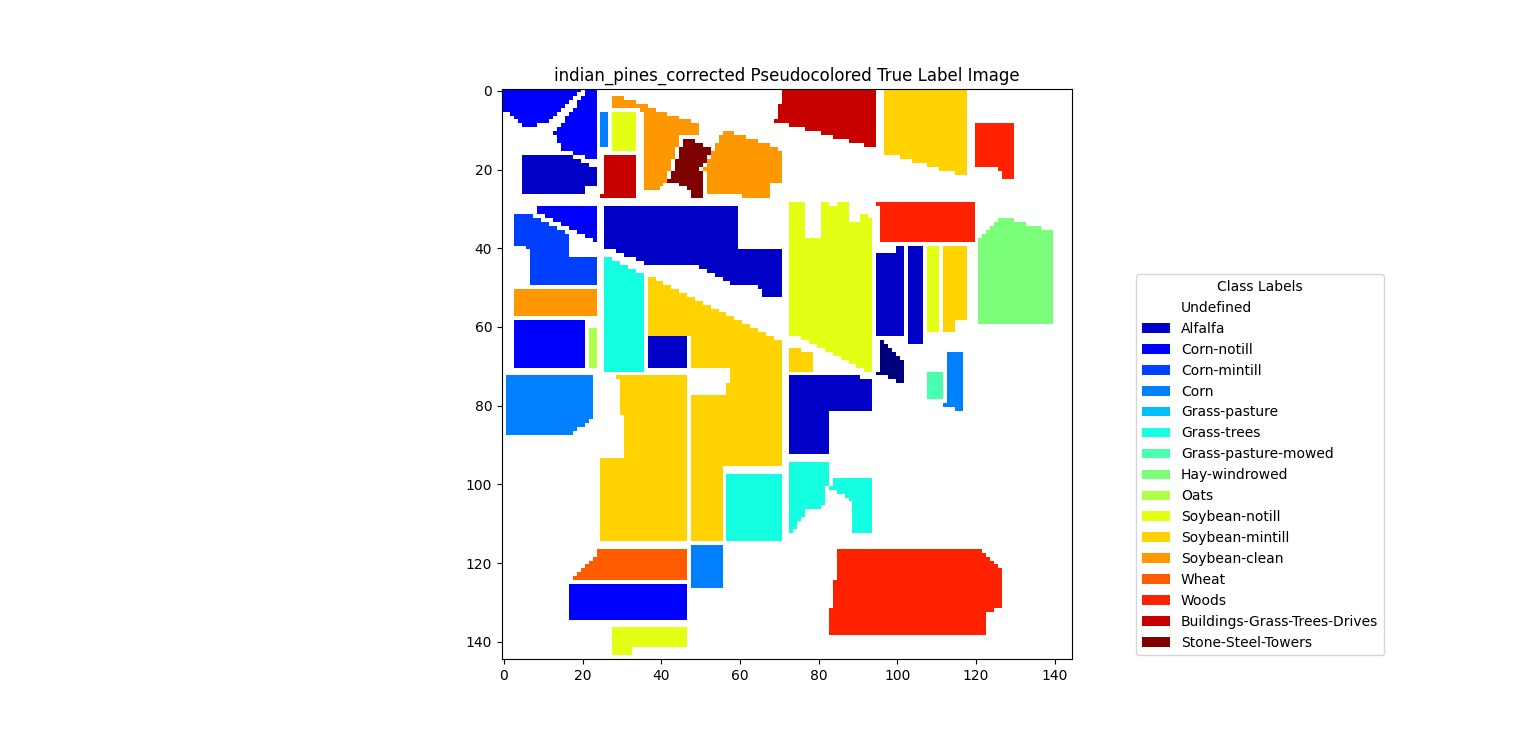 indian_pines_corrected Pseudocolored True Label Image
0
20
40
60
80
100
120
140
0 20 40 60 80 100 120 140
Class Labels
Undefined
Alfalfa
Corn-notill
Corn-mintill
Corn
Grass-pasture
Grass-trees
Grass-pasture-mowed
Hay-windrowed
Oats
Soybean-notill
Soybean-mintill
Soybean-clean
Wheat
Woods
Buildings-Grass-Trees-Drives
Stone-Steel-Towers